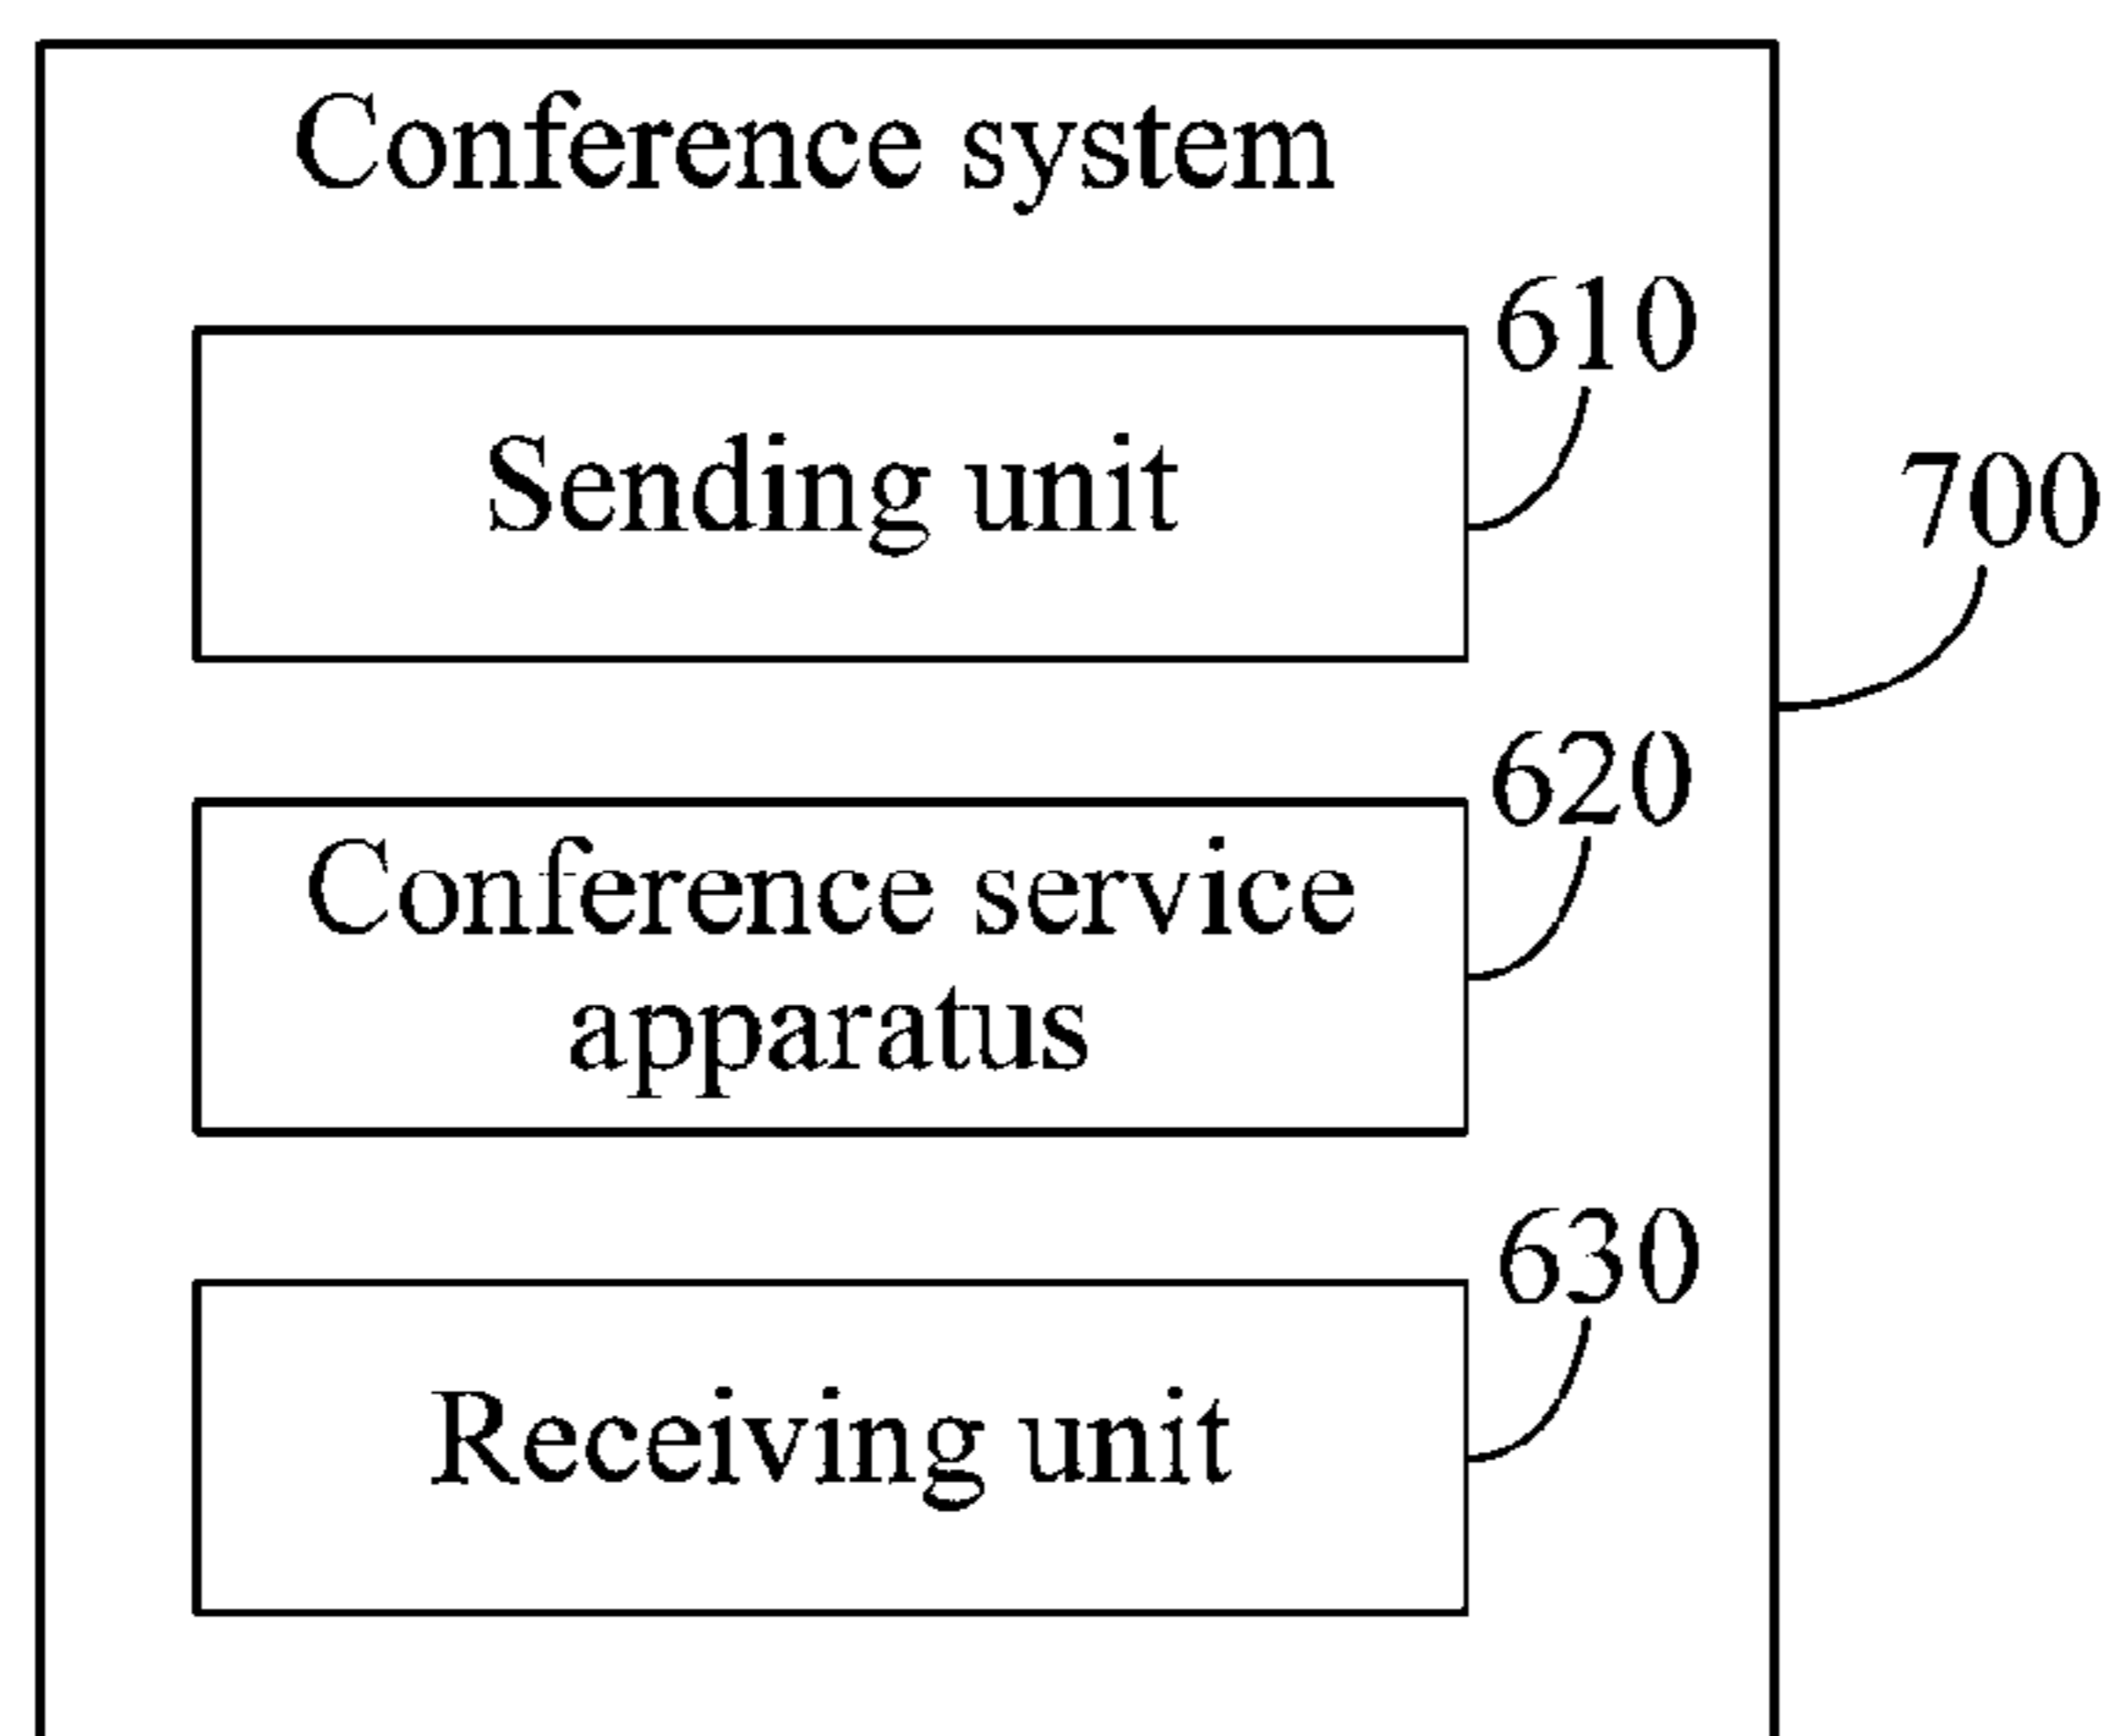 Conference system
610
Sending unit
700
620
Conference service
apparatus
630
Receiving unit